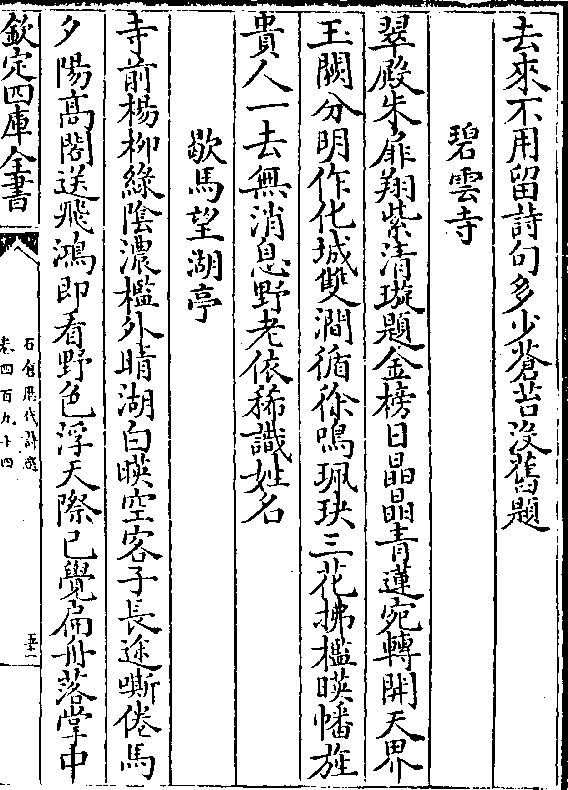 去來不用留詩句多少蒼苔沒舊題
碧雲寺
翠殿朱扉翔紫清璇題金榜日晶晶青蓮宛轉開天界
玉闕分明作化城雙澗循徐鳴珮玦三花拂檻暎幡旌
貴人一去無消息野老依稀識姓名
歇馬望湖亭
寺前楊柳綠陰濃檻外晴湖白暎空客子長途嘶倦馬
夕陽高閣送飛鴻即看野色浮天際已覺扁舟落掌中
欽定四庫全書
石倉歷代詩選
卷四百九十四